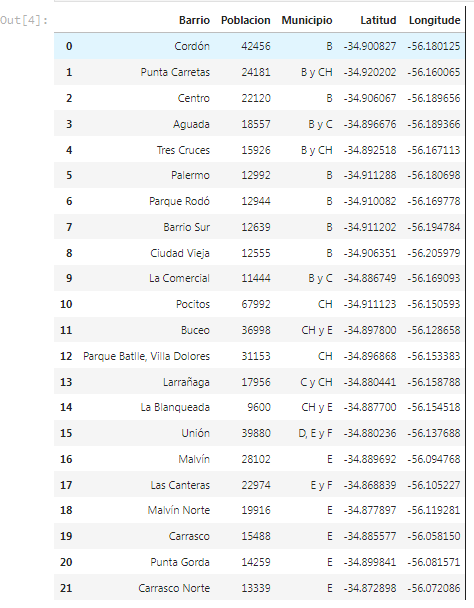 Out[4]:
Barrio Poblacion Municipio Latitud Longitude
0 Cordón 42456 B -34.900827 -56.180125
1 Punta Carretas 24181 B y CH -34.920202 -56.160065
2 Centro 22120 B -34.906067 -56.189656
3 Aguada 18557 B y C -34.896676 -56.189366
4 Tres Cruces 15926 B y CH -34.892518 -56.167113
5 Palermo 12992 B -34.911288 -56.180698
6 Parque Rodó 12944 B -34.910082 -56.169778
7 Barrio Sur 12639 B -34.911202 -56.194784
8 Ciudad Vieja 12555 B -34.906351 -56.205979
9 La Comercial 11444 B y C -34.886749 -56.169093
10 Pocitos 67992 CH -34.911123 -56.150593
11 Buceo 36998 CH y E -34.897800 -56.128658
12 Parque Batlle, Villa Dolores 31153 CH -34.896868 -56.153383
13 Larrañaga 17956 C y CH -34.880441 -56.158788
14 La Blanqueada 9600 CH y E -34.887700 -56.154518
15 Unión 39880 D, E y F -34.880236 -56.137688
16 Malvín 28102 E -34.889692 -56.094768
17 Las Canteras 22974 E y F -34.868839 -56.105227
18 Malvín Norte 19916 E -34.877897 -56.119281
19 Carrasco 15488 E -34.885577 -56.058150
20 Punta Gorda 14259 E -34.899841 -56.081571
21 Carrasco Norte 13339 E -34.872898 -56.072086